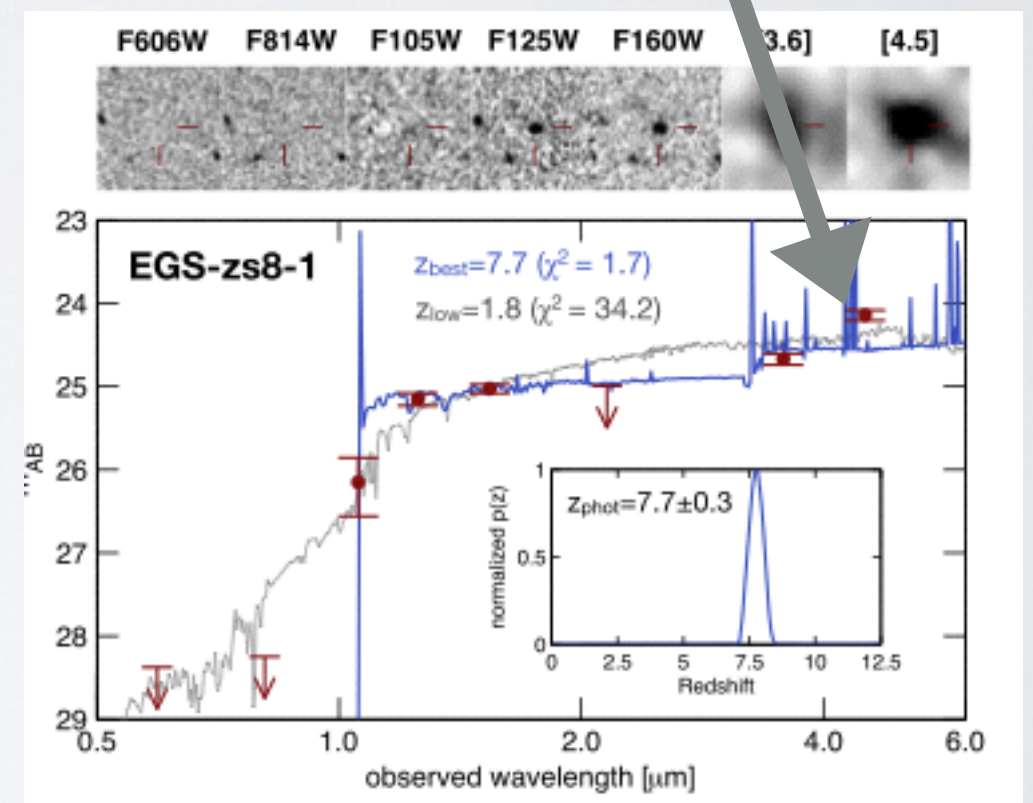 F606W F814W F105W F125W F160W 3.6] [4.5]
23
EGS-zs8-1
zbest=7.7 (χ² = 1.7)
zlow=1.8 (χ² = 34.2)
24
25
26
27
28
29
AB
1
zphot=7.7±0.3
normalized p(z)
0.5
0
0 2.5 5 7.5 10 12.5
Redshift
0.5 1.0 2.0 4.0 6.0
observed wavelength [μm]